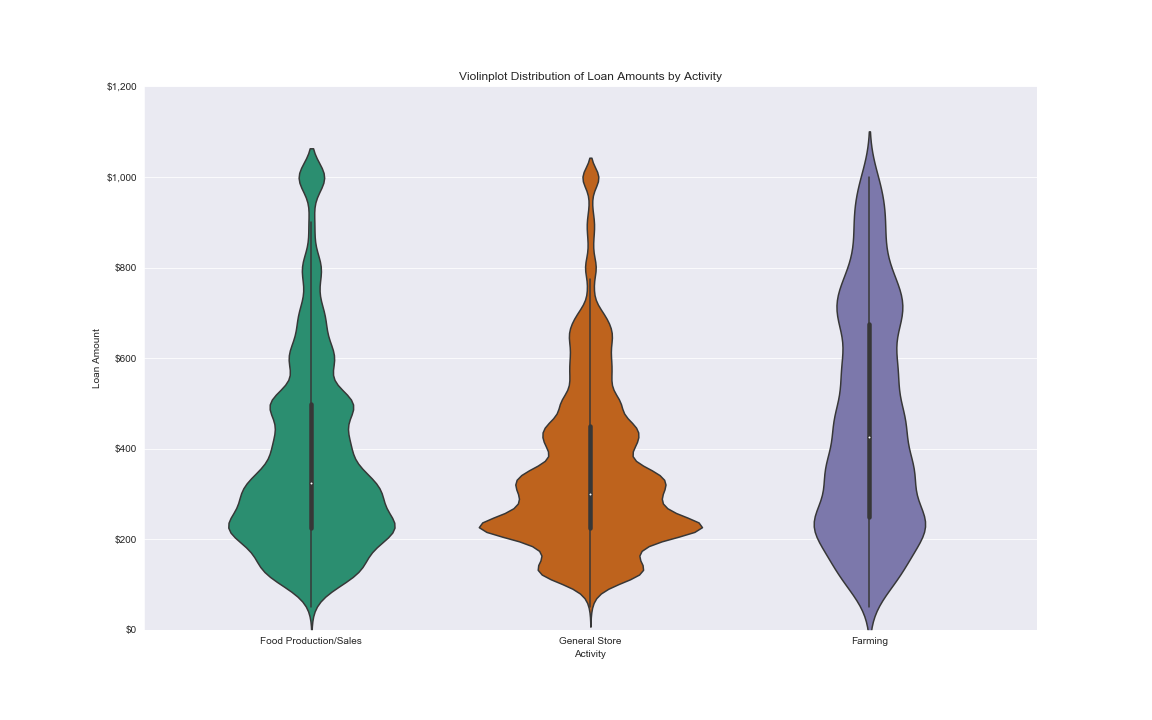 Violinplot Distribution of Loan Amounts by Activity
$1,200
$1,000
$800
$600
$400
$200
$0
Loan Amount
Food Production/Sales
General Store
Farming
Activity